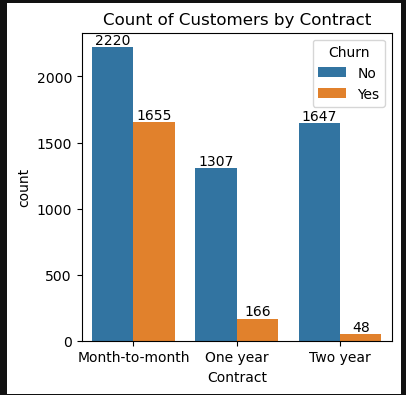 Count of Customers by Contract
Churn
No
Yes
2220
1655
1307
166
1647
48
2000
1500
1000
500
0
count
Month-to-month
One year
Two year
Contract